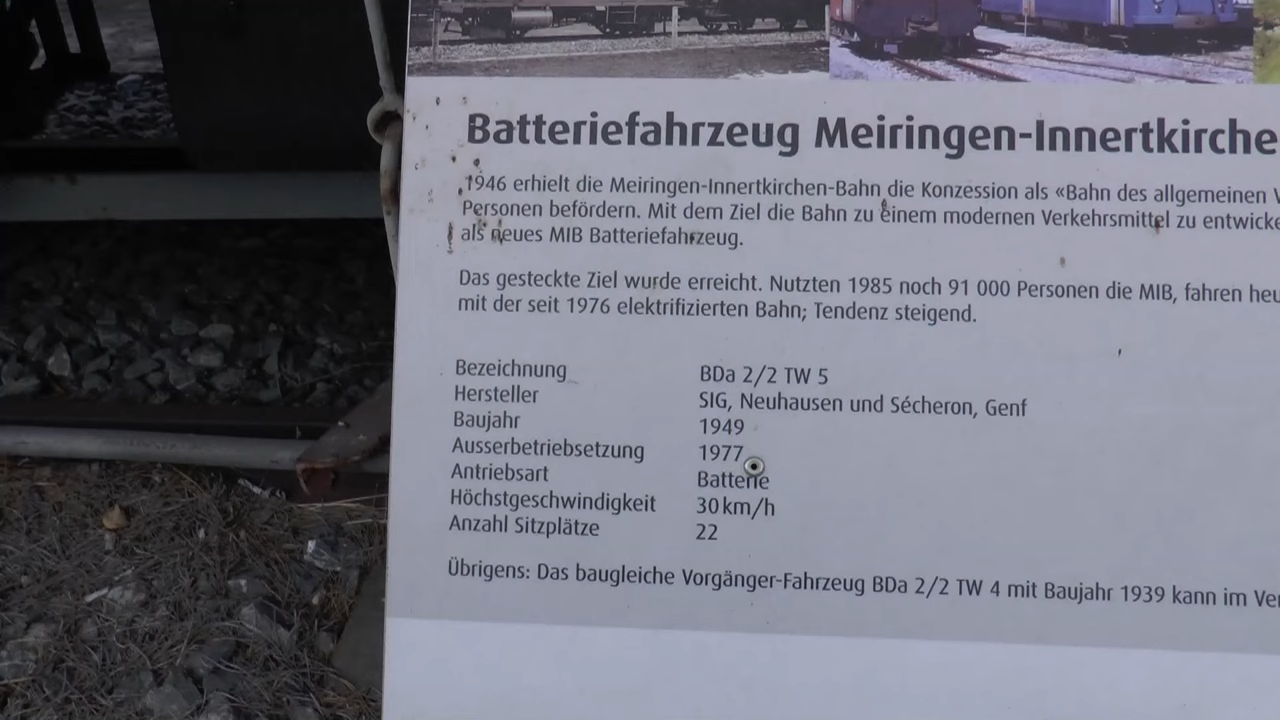 Batteriefahrzeug Meiringen-Innertkirche
1946 erhielt die Meiringen-Innertkirchen-Bahn die Konzession als «Bahn des allgemeinen V
Personen befördern. Mit dem Ziel die Bahn zu einem modernen Verkehrsmittel zu entwicke
als neues MIB Batteriefahrzeug.
Das gesteckte Ziel wurde erreicht. Nutzten 1985 noch 91 000 Personen die MIB, fahren heu
mit der seit 1976 elektrifizierten Bahn; Tendenz steigend.
Bezeichnung BDa 2/2 TW 5
Hersteller SIG, Neuhausen und Sécheron, Genf
Baujahr 1949
Ausserbetriebsetzung 1977
Antriebsart Batterie
Höchstgeschwindigkeit 30 km/h
Anzahl Sitzplätze 22
Übrigens: Das baugleiche Vorgänger-Fahrzeug BDa 2/2 TW 4 mit Baujahr 1939 kann im Ver